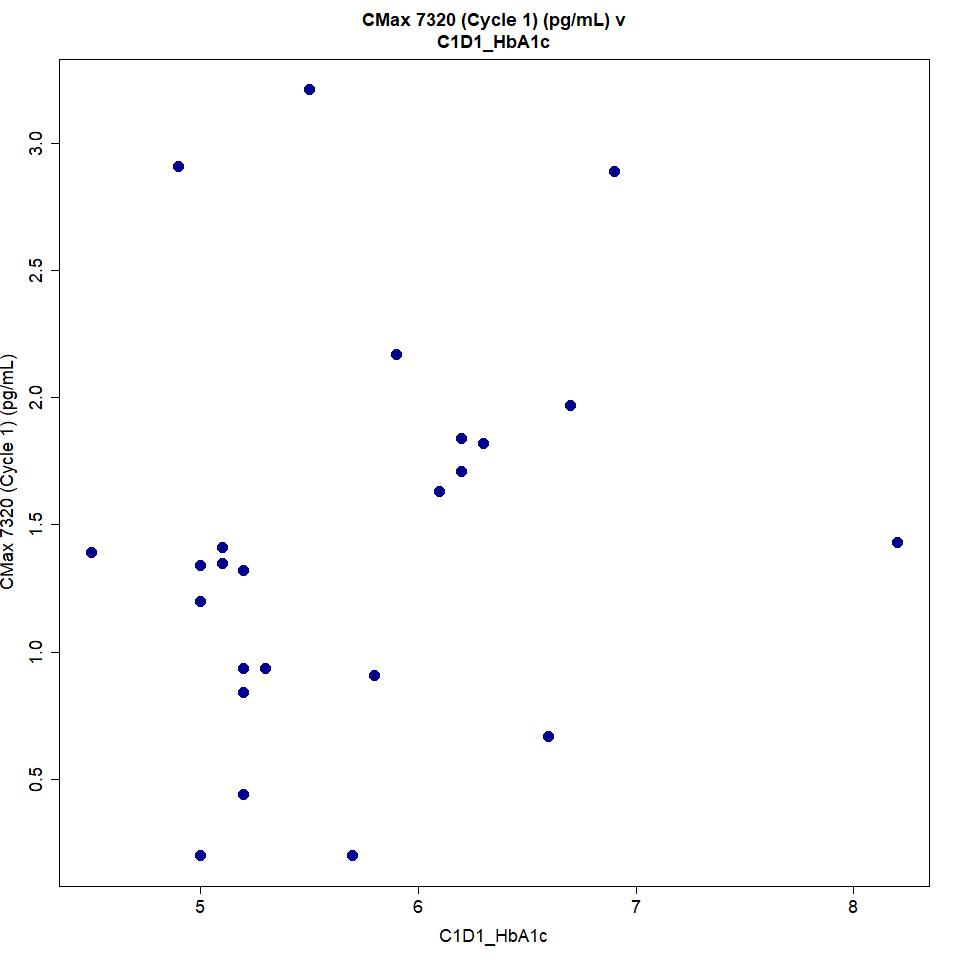 CMax 7320 (Cycle 1) (pg/mL) v
C1D1_HbA1c
CMax 7320 (Cycle 1) (pg/mL)
3.0
2.5
2.0
1.5
1.0
0.5
5
6
7
8
C1D1_HbA1c